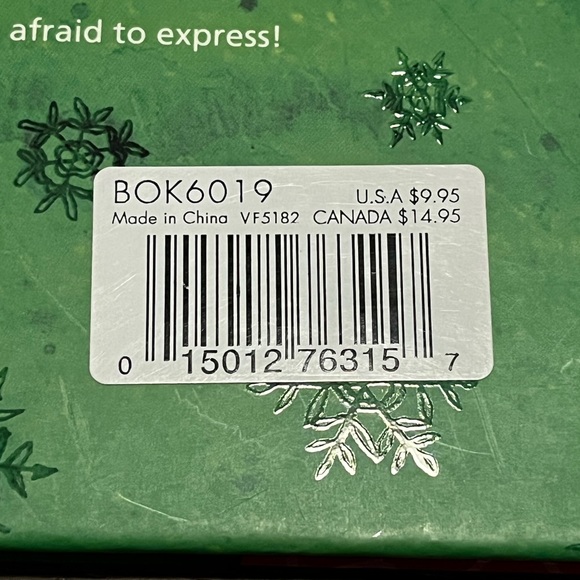 afraid to express!
BOK6019 U.S.A $9.95
Made in China VF5182 CANADA $14.95
0 15012 76315 7